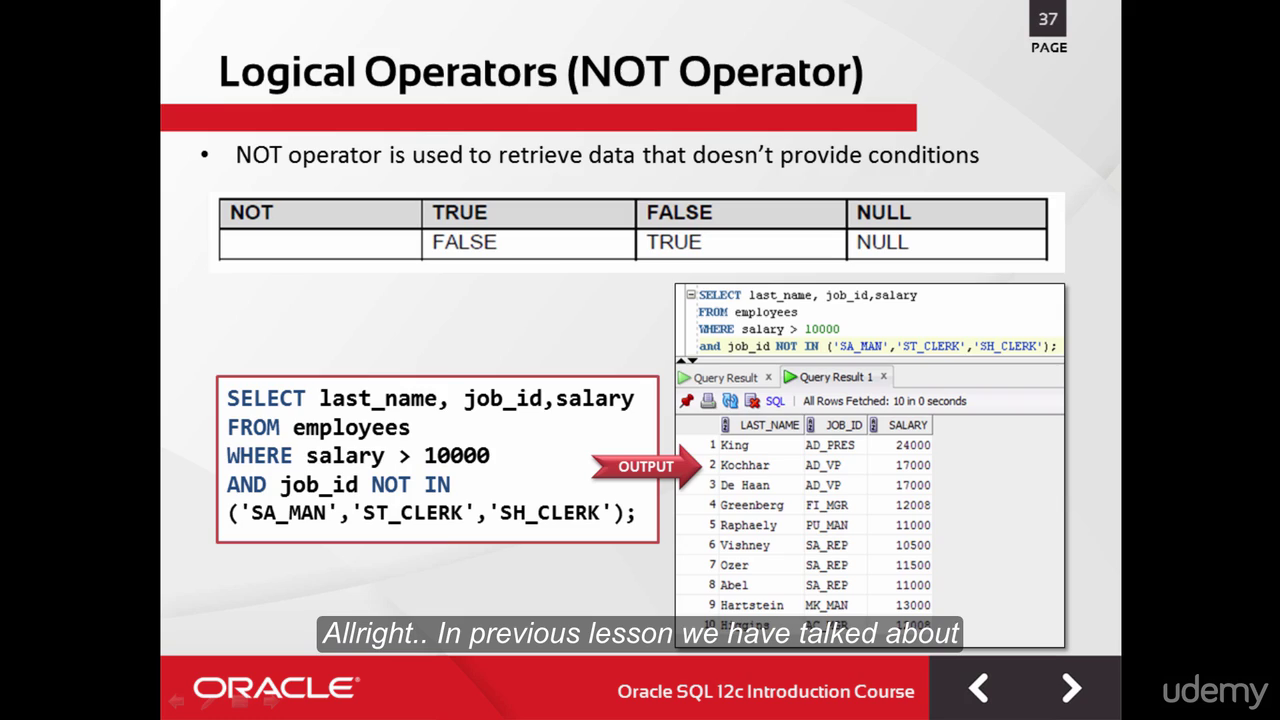 37
PAGE
Logical Operators (NOT Operator)
• NOT operator is used to retrieve data that doesn't provide conditions
NOT TRUE FALSE NULL
FALSE TRUE NULL
SELECT last_name, job_id,salary
FROM employees
WHERE salary > 10000
AND job_id NOT IN
('SA_MAN','ST_CLERK','SH_CLERK');
OUTPUT
SELECT last_name, job_id,salary
FROM employees
WHERE salary > 10000
and job_id NOT IN ('SA_MAN','ST_CLERK','SH_CLERK');
Query Result x Query Result 1 x
SQL | All Rows Fetched: 10 in 0 seconds
LAST_NAME JOB_ID SALARY
1 King AD_PRES 24000
2 Kochhar AD_VP 17000
3 De Haan AD_VP 17000
4 Greenberg FI_MGR 12008
5 Raphaely PU_MAN 11000
6 Vishney SA_REP 10500
7 Ozer SA_REP 11500
8 Abel SA_REP 11000
9 Hartstein MK_MAN 13000
10 Higgins AC_MGR 12008
Allright.. In previous lesson we have talked about
ORACLE®
Oracle SQL 12c Introduction Course
udemy